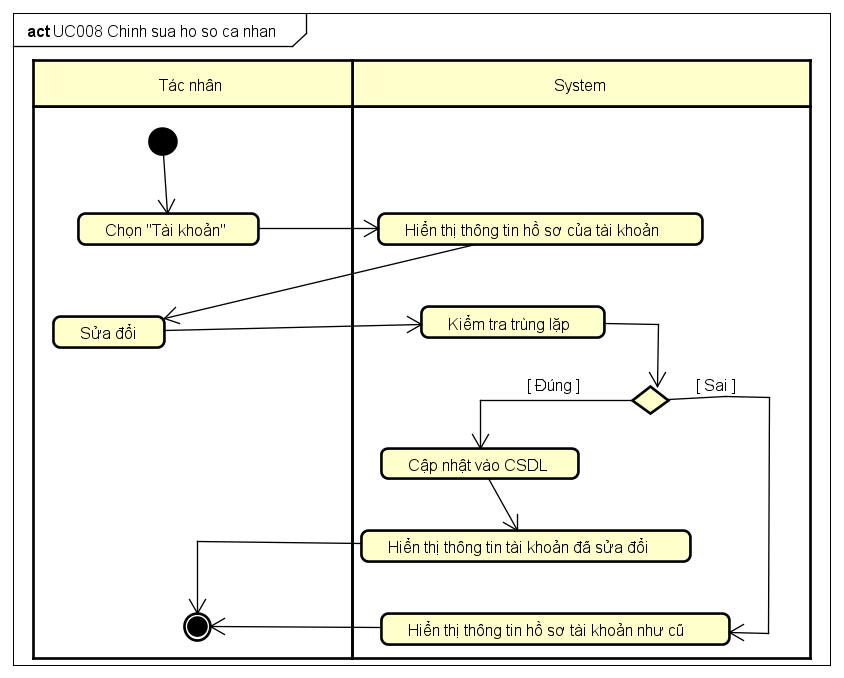 act UC008 Chinh sua ho so ca nhan
Tác nhân
System
Chọn "Tài khoản"
Hiển thị thông tin hồ sơ của tài khoản
Sửa đổi
Kiểm tra trùng lặp
[ Đúng ]
[ Sai ]
Cập nhật vào CSDL
Hiển thị thông tin tài khoản đã sửa đổi
Hiển thị thông tin hồ sơ tài khoản như cũ